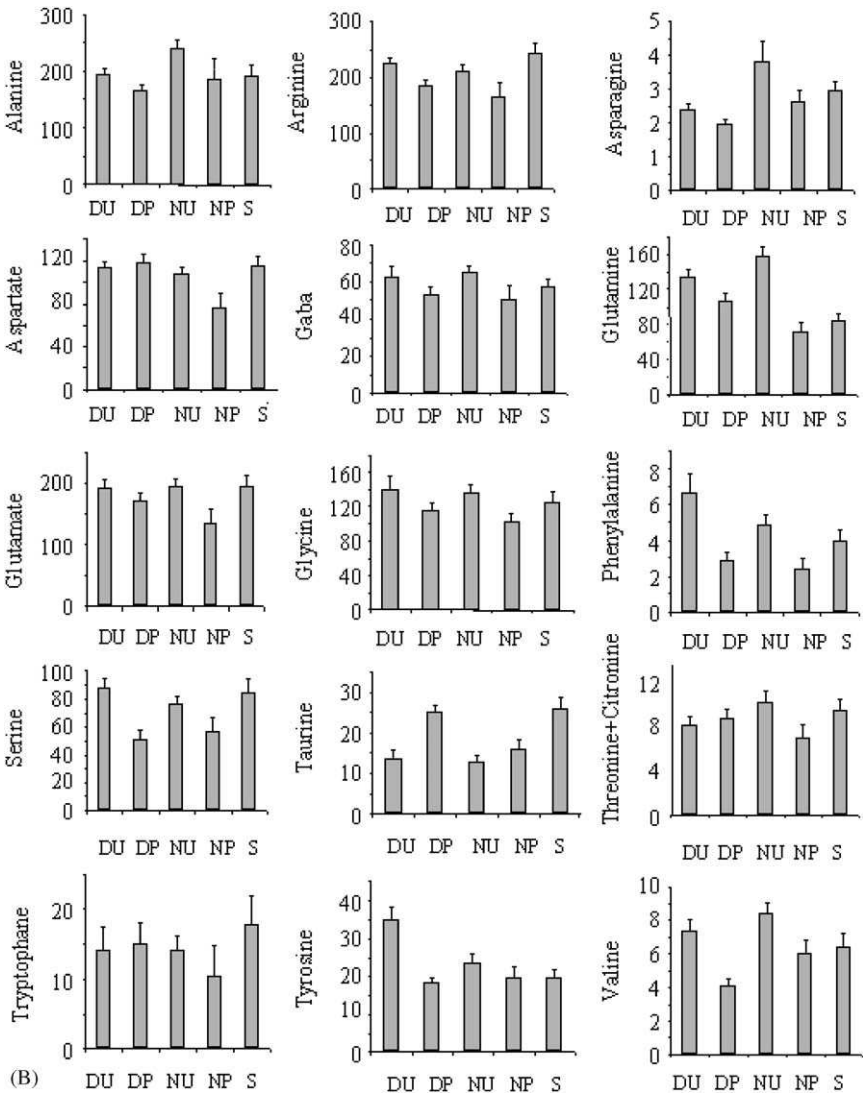 Alanine
300
200
100
0
DU DP NU NP S
Arginine
300
200
100
0
DU DP NU NP S
Asparagine
5
4
3
2
1
0
DU DP NU NP S
Aspartate
120
80
40
0
DU DP NU NP S
Gaba
80
60
40
20
0
DU DP NU NP S
Glutamine
160
120
80
40
0
DU DP NU NP S
Glutamate
200
100
0
DU DP NU NP S
Glycine
160
120
80
40
0
DU DP NU NP S
Phenylalanine
8
6
4
2
0
DU DP NU NP S
Serine
100
80
60
40
20
0
DU DP NU NP S
Taurine
30
20
10
0
DU DP NU NP S
Threonine+Citronine
12
8
4
0
DU DP NU NP S
Tryptophane
20
10
0
DU DP NU NP S
Tyrosine
40
30
20
10
0
DU DP NU NP S
Valine
10
8
6
4
2
0
DU DP NU NP S
(B)